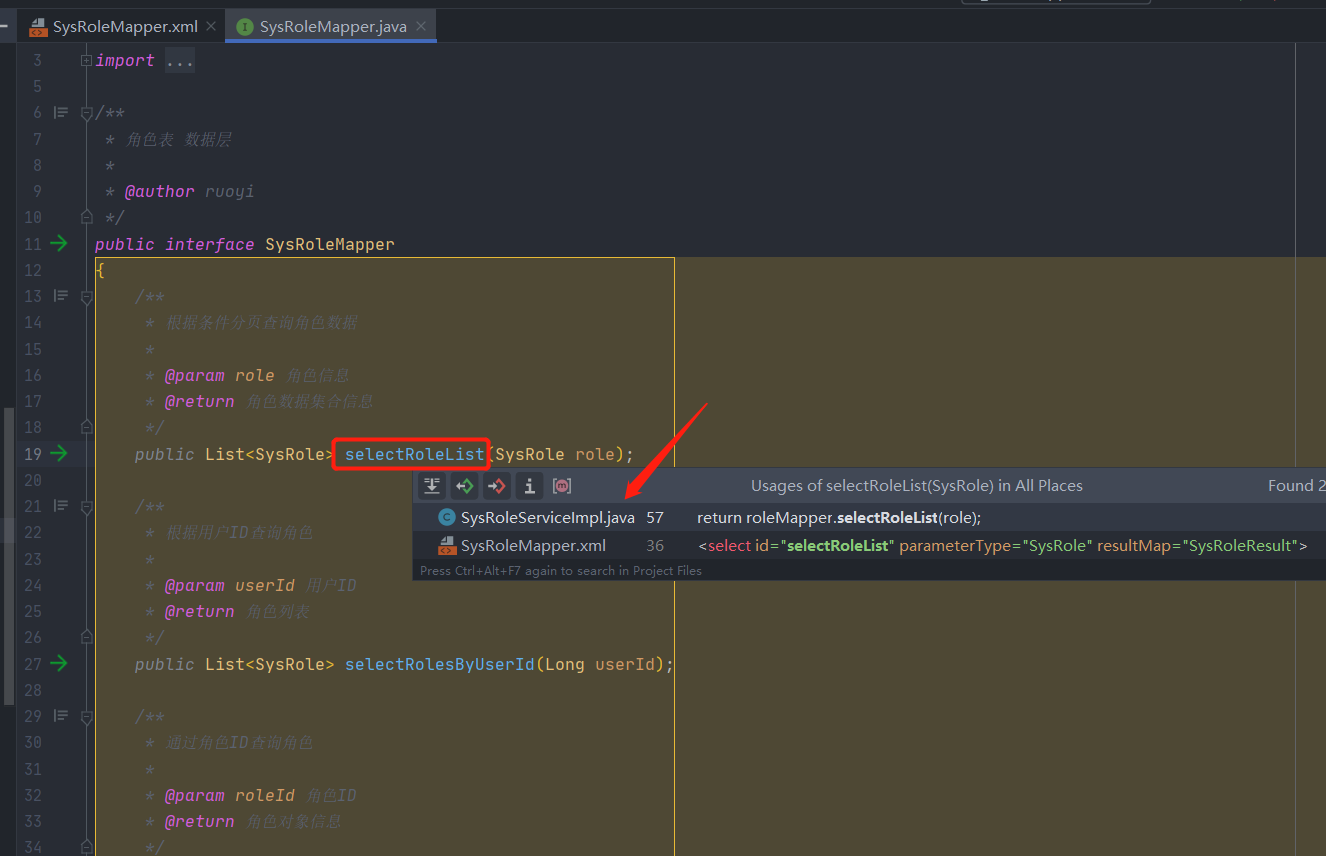 SysRoleMapper.xml
SysRoleMapper.java
3 import ...
5
6 /**
7 * 角色表 数据层
8 *
9 * @author ruoyi
10 */
11 public interface SysRoleMapper
12 {
13 /**
14 * 根据条件分页查询角色数据
15 *
16 * @param role 角色信息
17 * @return 角色数据集合信息
18 */
19 public List<SysRole> selectRoleList(SysRole role);
20
Usages of selectRoleList(SysRole) in All Places Found 2
SysRoleServiceImpl.java 57 return roleMapper.selectRoleList(role);
SysRoleMapper.xml 36 <select id="selectRoleList" parameterType="SysRole" resultMap="SysRoleResult">
Press Ctrl+Alt+F7 again to search in Project Files
21 /**
22 * 根据用户ID查询角色
23 *
24 * @param userId 用户ID
25 * @return 角色列表
26 */
27 public List<SysRole> selectRolesByUserId(Long userId);
28
29 /**
30 * 通过角色ID查询角色
31 *
32 * @param roleId 角色ID
33 * @return 角色对象信息
34 */